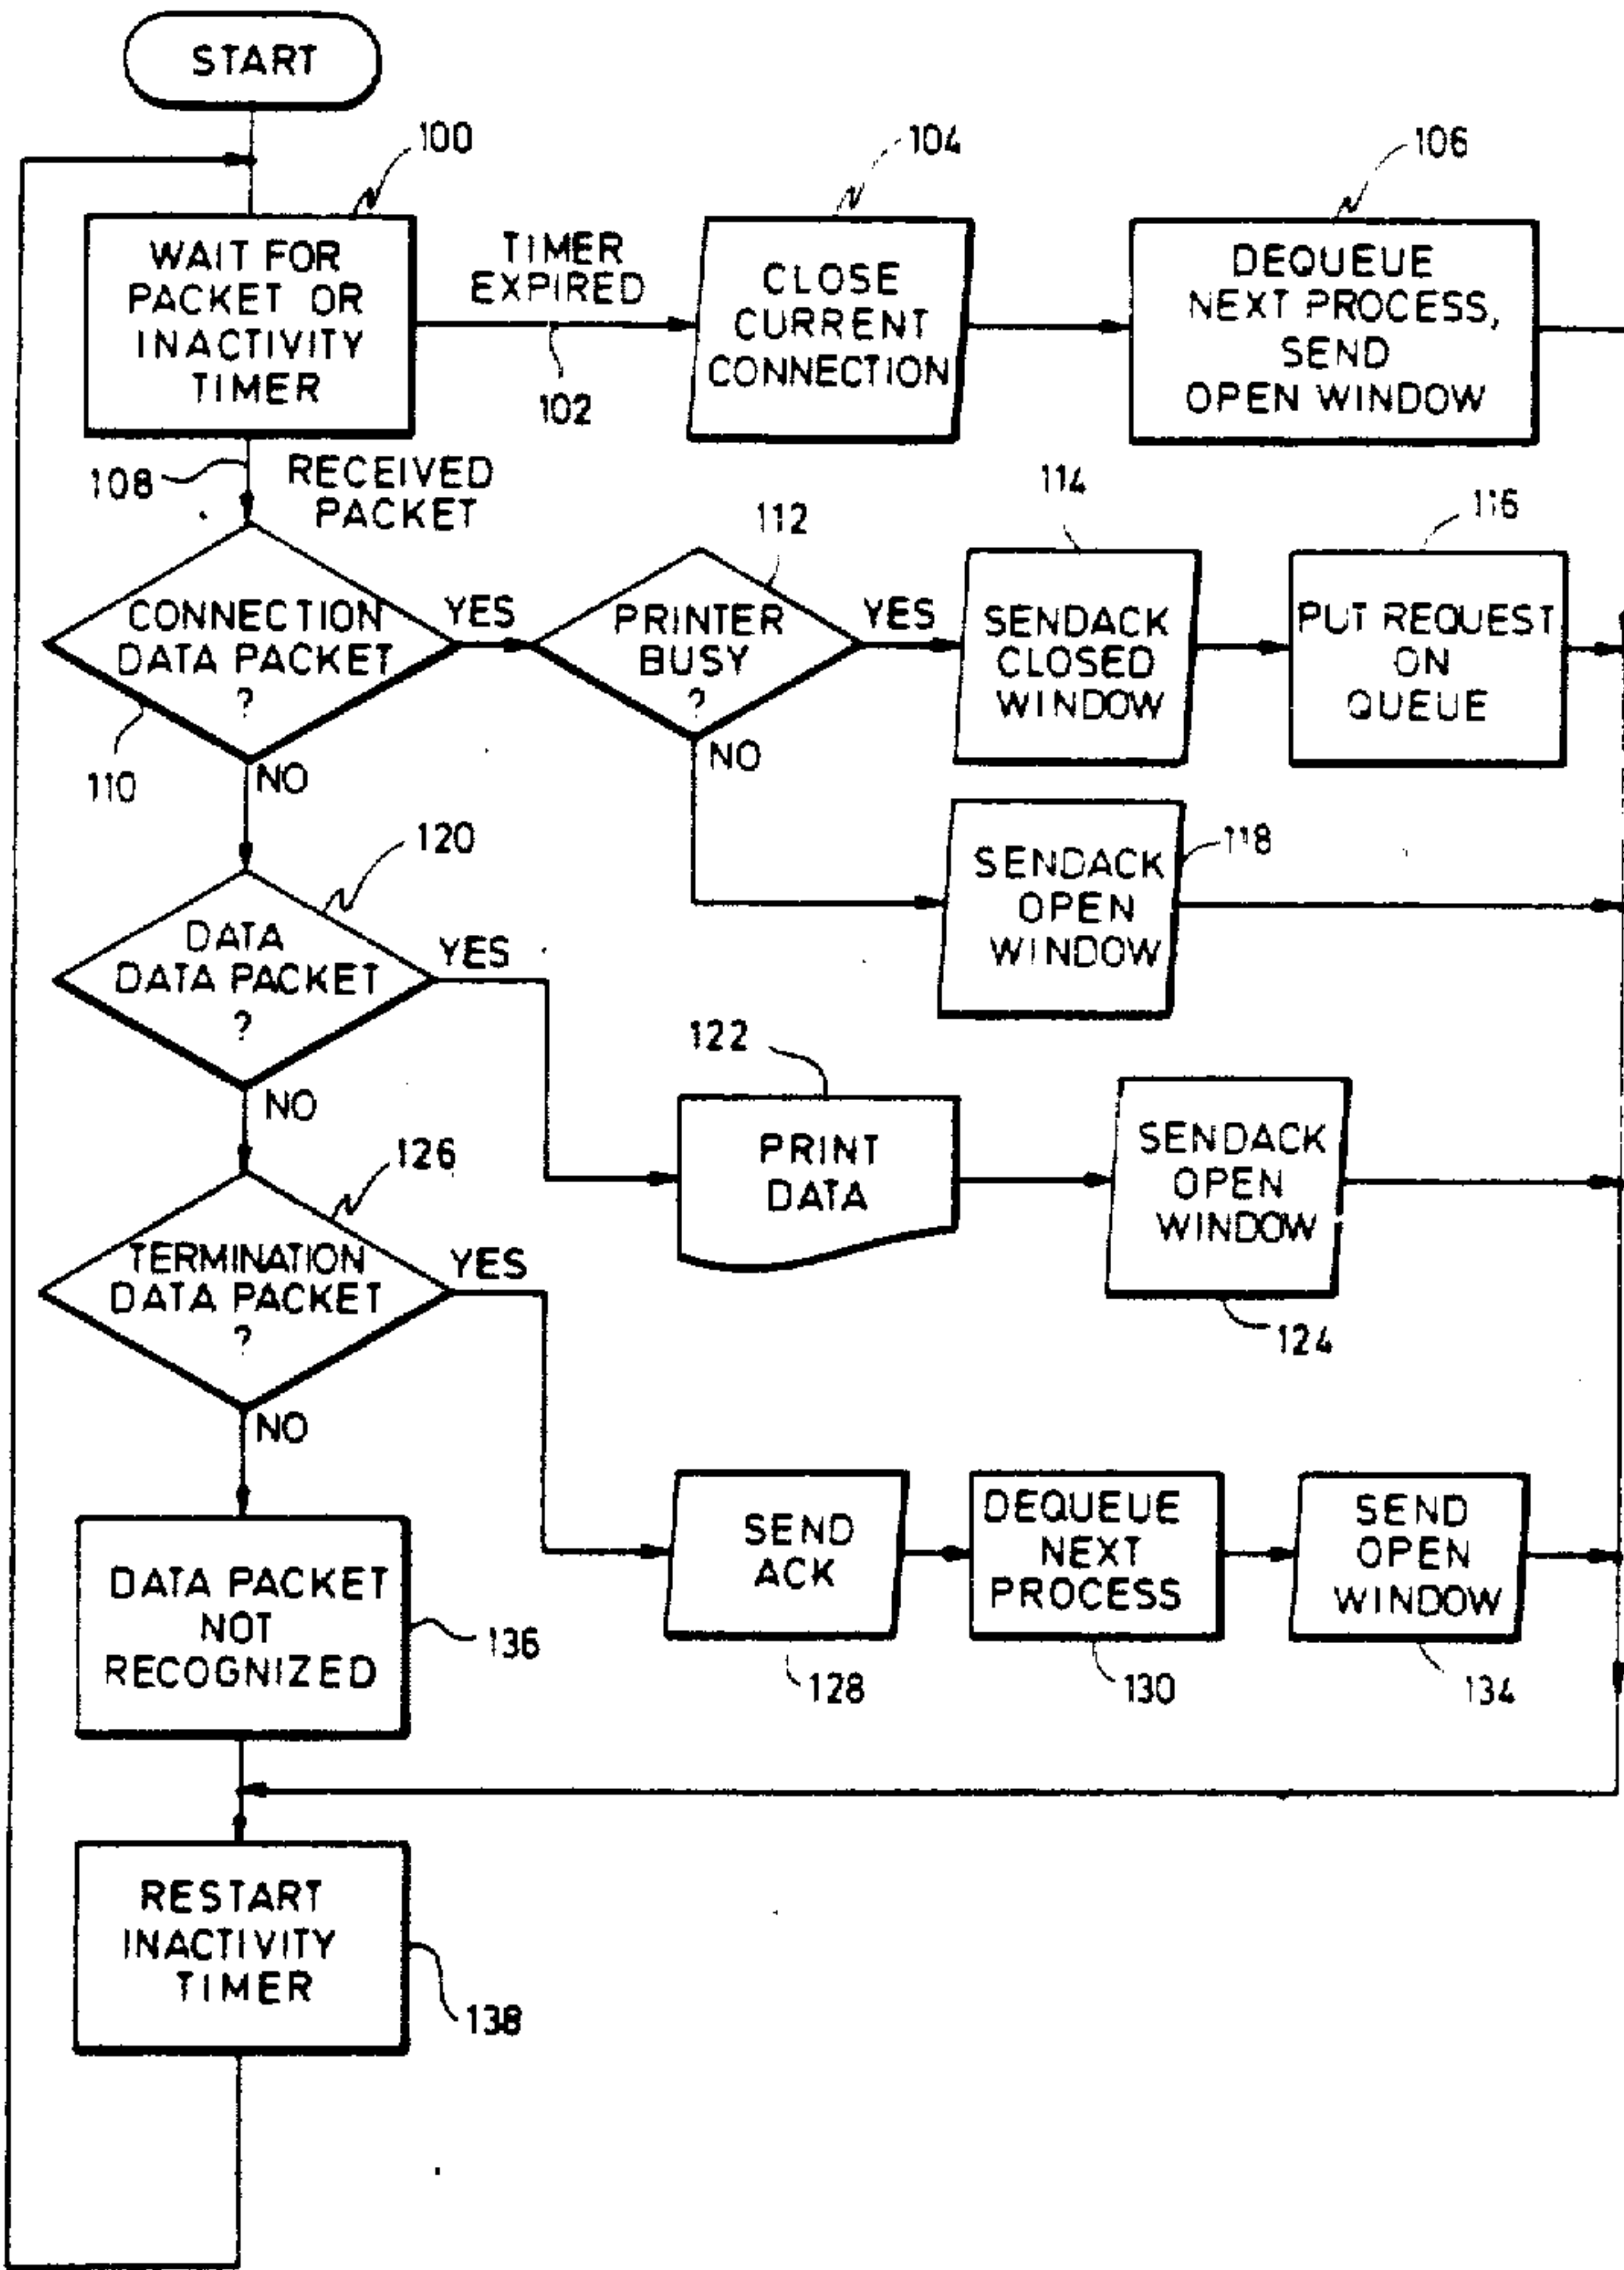 START
100
WAIT FOR
PACKET OR
INACTIVITY
TIMER
TIMER
EXPIRED
102
104
CLOSE
CURRENT
CONNECTION
106
DEQUEUE
NEXT PROCESS,
SEND
OPEN WINDOW
108
RECEIVED
PACKET
CONNECTION
DATA PACKET
?
110
YES
NO
112
PRINTER
BUSY
?
YES
NO
114
SENDACK
CLOSED
WINDOW
116
PUT REQUEST
ON
QUEUE
118
SENDACK
OPEN
WINDOW
120
DATA
DATA PACKET
?
YES
NO
122
PRINT
DATA
SENDACK
OPEN
WINDOW
124
126
TERMINATION
DATA PACKET
?
YES
NO
SEND
ACK
128
DEQUEUE
NEXT
PROCESS
130
SEND
OPEN
WINDOW
134
DATA PACKET
NOT
RECOGNIZED
136
RESTART
INACTIVITY
TIMER
138